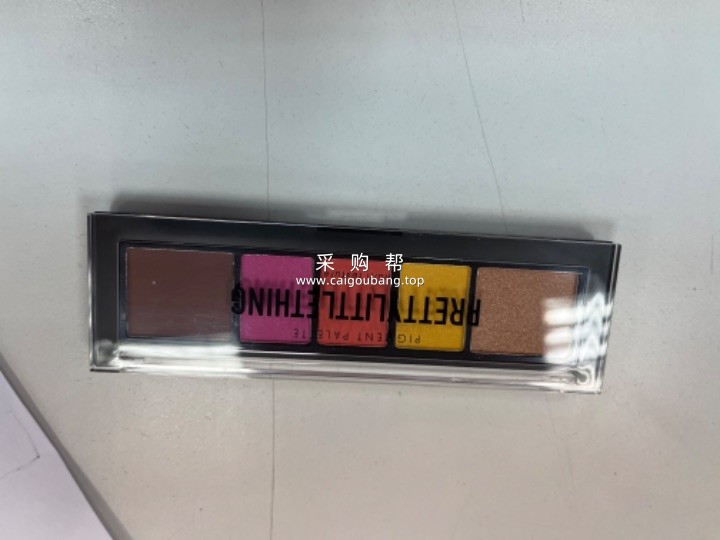 采购帮
www.caigoubang.top
PRETTYLITTLETHING
PIGMENT PALETTE